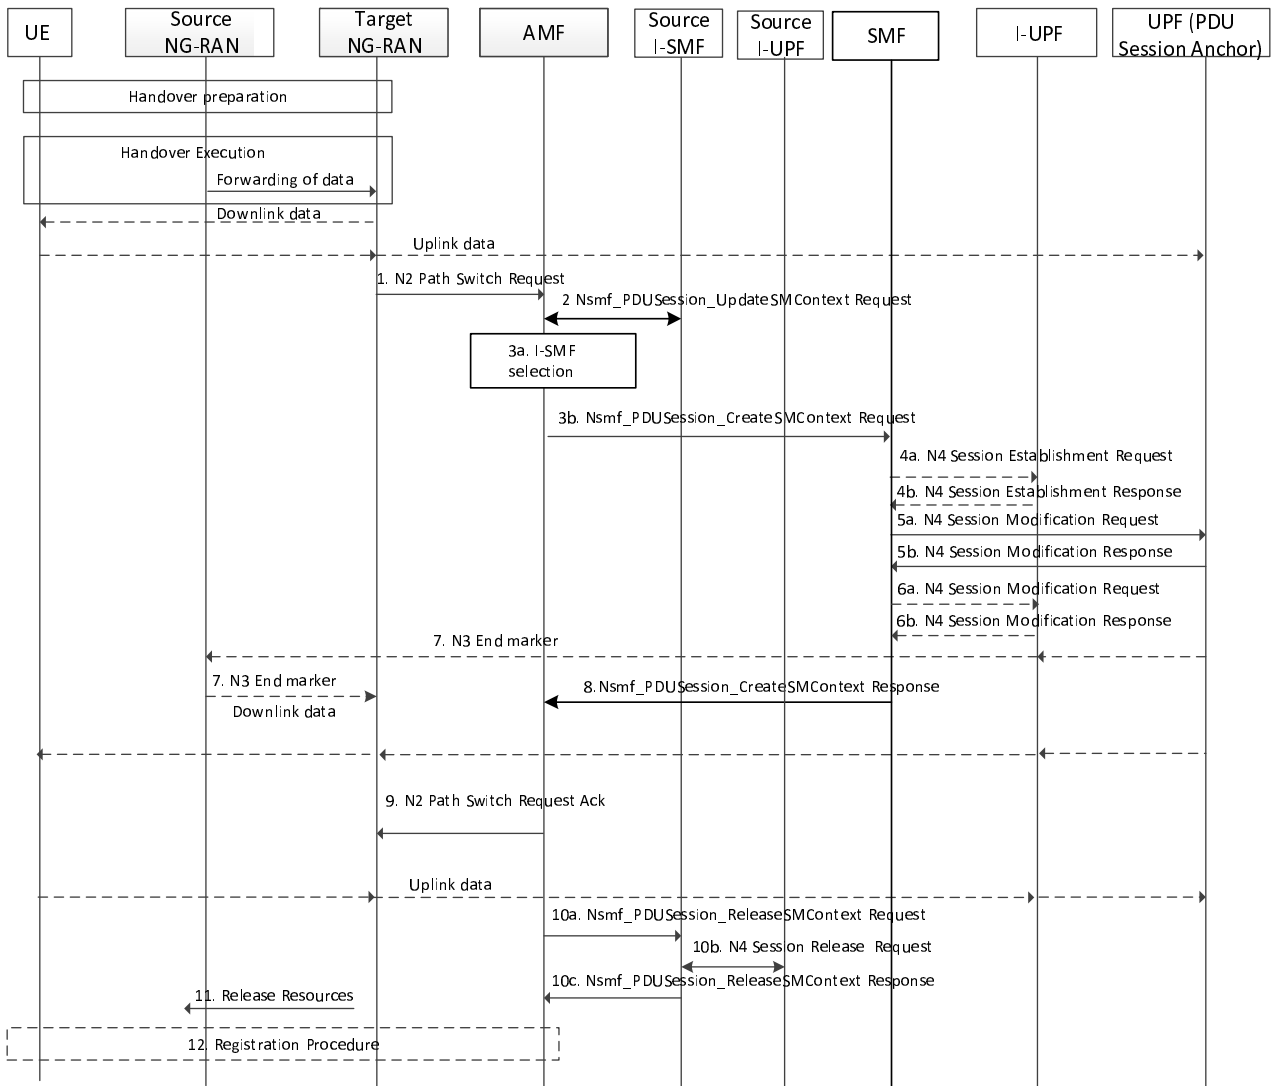 UE
Source
NG-RAN
Target
NG-RAN
AMF
Source
I-SMF
Source
I-UPF
SMF
I-UPF
UPF (PDU
Session Anchor)
Handover preparation
Handover Execution
Forwarding of data
Downlink data
Uplink data
1. N2 Path Switch Request
2 Nsmf_PDUSession_UpdateSMContext Request
3a. I-SMF
selection
3b. Nsmf_PDUSession_CreateSMContext Request
4a. N4 Session Establishment Request
4b. N4 Session Establishment Response
5a. N4 Session Modification Request
5b. N4 Session Modification Response
6a. N4 Session Modification Request
6b. N4 Session Modification Response
7. N3 End marker
7. N3 End marker
8.Nsmf_PDUSession_CreateSMContext Response
Downlink data
9. N2 Path Switch Request Ack
Uplink data
10a. Nsmf_PDUSession_ReleaseSMContext Request
10b. N4 Session Release Request
10c. Nsmf_PDUSession_ReleaseSMContext Response
11. Release Resources
12. Registration Procedure